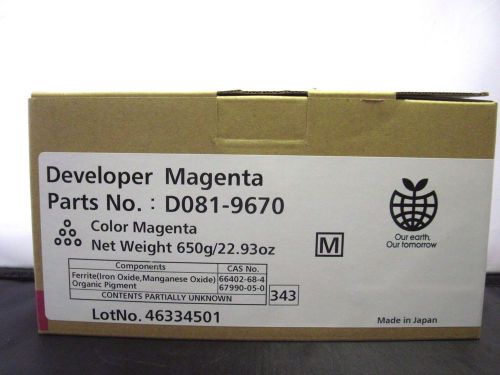 Developer Magenta
Parts No. : D081-9670
Color Magenta
Net Weight 650g/22.93oz
M
Our earth,
Our tomorrow
Components CAS No.
Ferrite(Iron Oxide,Manganese Oxide) 66402-68-4
Organic Pigment 67990-05-0
CONTENTS PARTIALLY UNKNOWN
343
LotNo. 46334501
Made in Japan